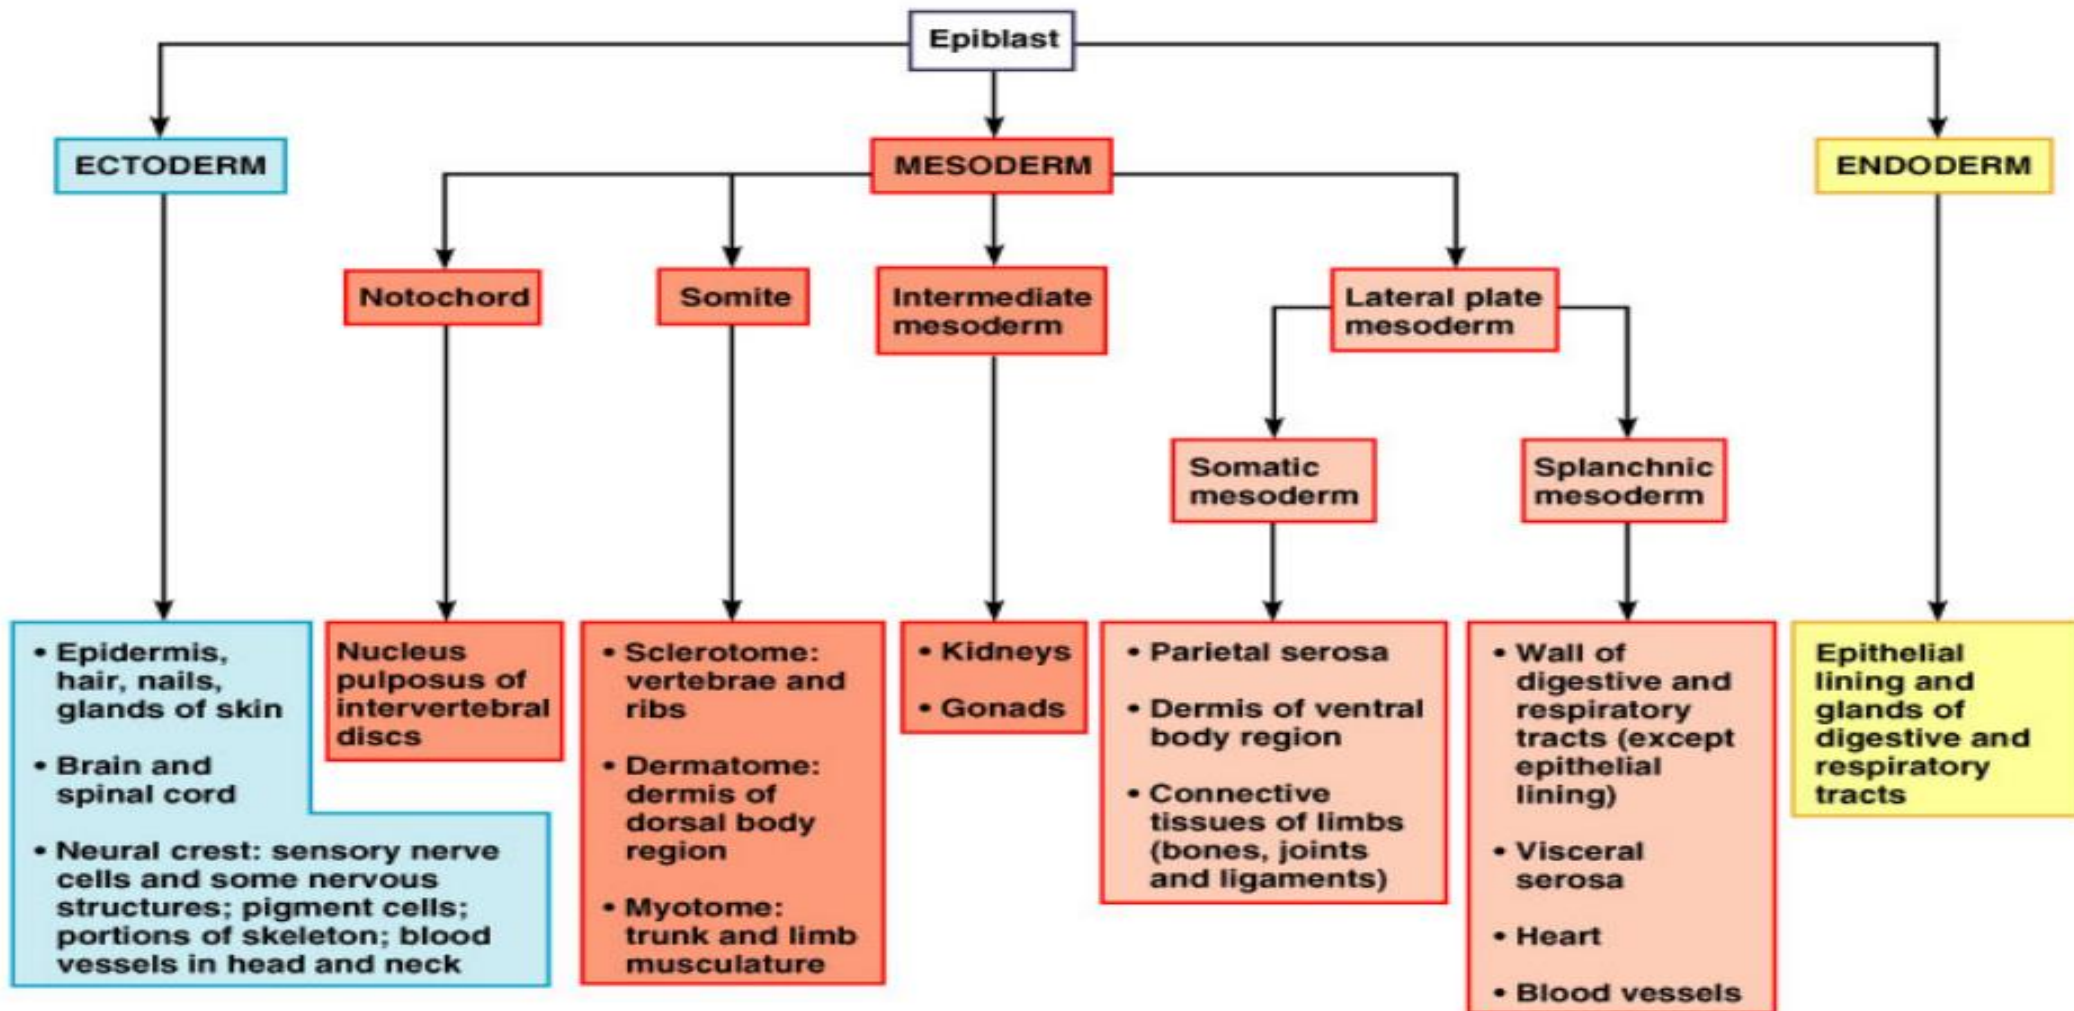 Epiblast
ECTODERM
MESODERM
ENDODERM
Notochord
Somite
Intermediate
mesoderm
Lateral plate
mesoderm
Somatic
mesoderm
Splanchnic
mesoderm
• Epidermis,
hair, nails,
glands of skin
• Brain and
spinal cord
• Neural crest: sensory nerve
cells and some nervous
structures; pigment cells;
portions of skeleton; blood
vessels in head and neck
Nucleus
pulposus of
intervertebral
discs
• Sclerotome:
vertebrae and
ribs
• Dermatome:
dermis of
dorsal body
region
• Myotome:
trunk and limb
musculature
• Kidneys
• Gonads
• Parietal serosa
• Dermis of ventral
body region
• Connective
tissues of limbs
(bones, joints
and ligaments)
• Wall of
digestive and
respiratory
tracts (except
epithelial
lining)
• Visceral
serosa
• Heart
• Blood vessels
Epithelial
lining and
glands of
digestive and
respiratory
tracts